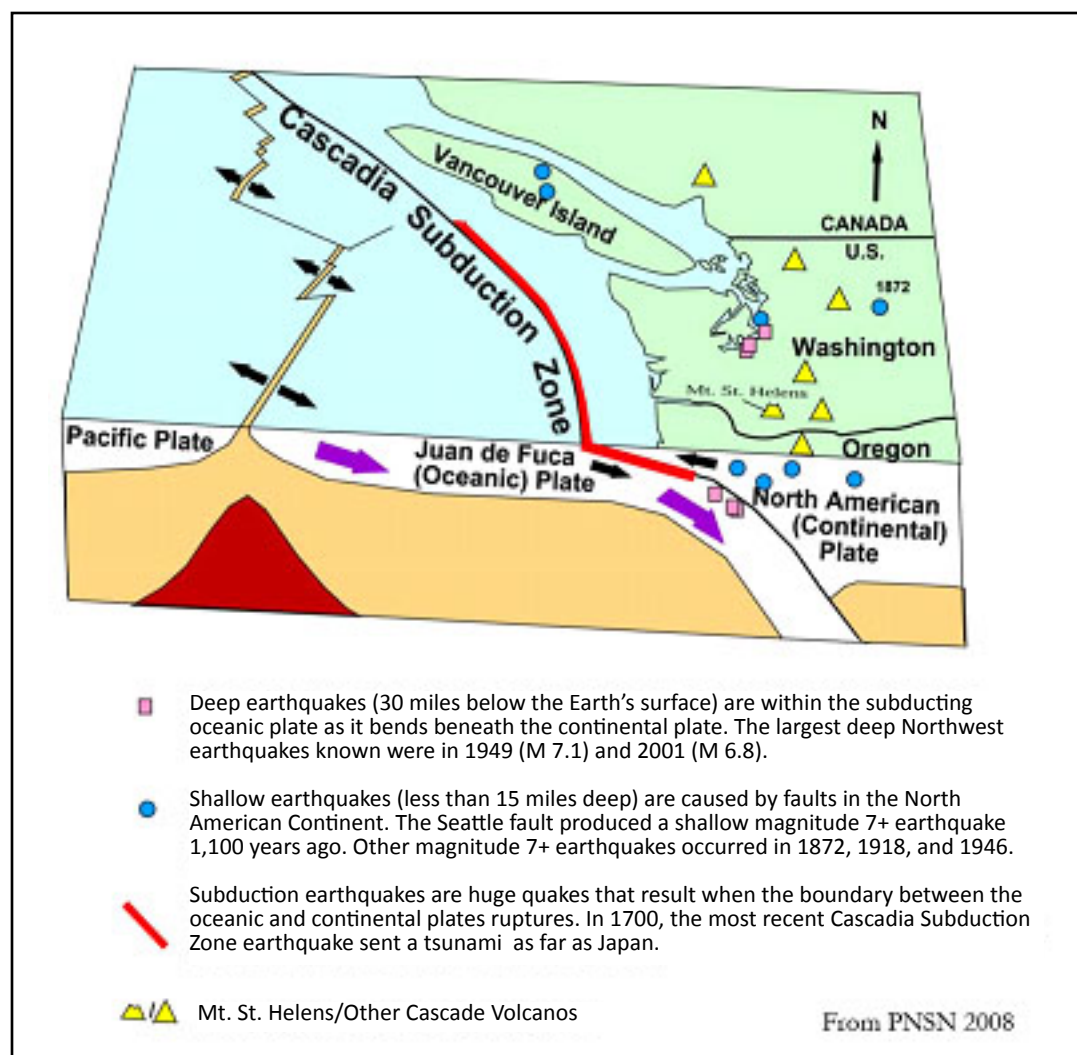 Cascadia Subduction Zone
Vancouver Island
N
CANADA
U.S.
1872
Washington
Mt. St. Helens
Oregon
Pacific Plate
Juan de Fuca
(Oceanic) Plate
North American
(Continental)
Plate
Deep earthquakes (30 miles below the Earth's surface) are within the subducting
oceanic plate as it bends beneath the continental plate. The largest deep Northwest
earthquakes known were in 1949 (M 7.1) and 2001 (M 6.8).
Shallow earthquakes (less than 15 miles deep) are caused by faults in the North
American Continent. The Seattle fault produced a shallow magnitude 7+ earthquake
1,100 years ago. Other magnitude 7+ earthquakes occurred in 1872, 1918, and 1946.
Subduction earthquakes are huge quakes that result when the boundary between the
oceanic and continental plates ruptures. In 1700, the most recent Cascadia Subduction
Zone earthquake sent a tsunami as far as Japan.
Mt. St. Helens/Other Cascade Volcanos
From PNSN 2008